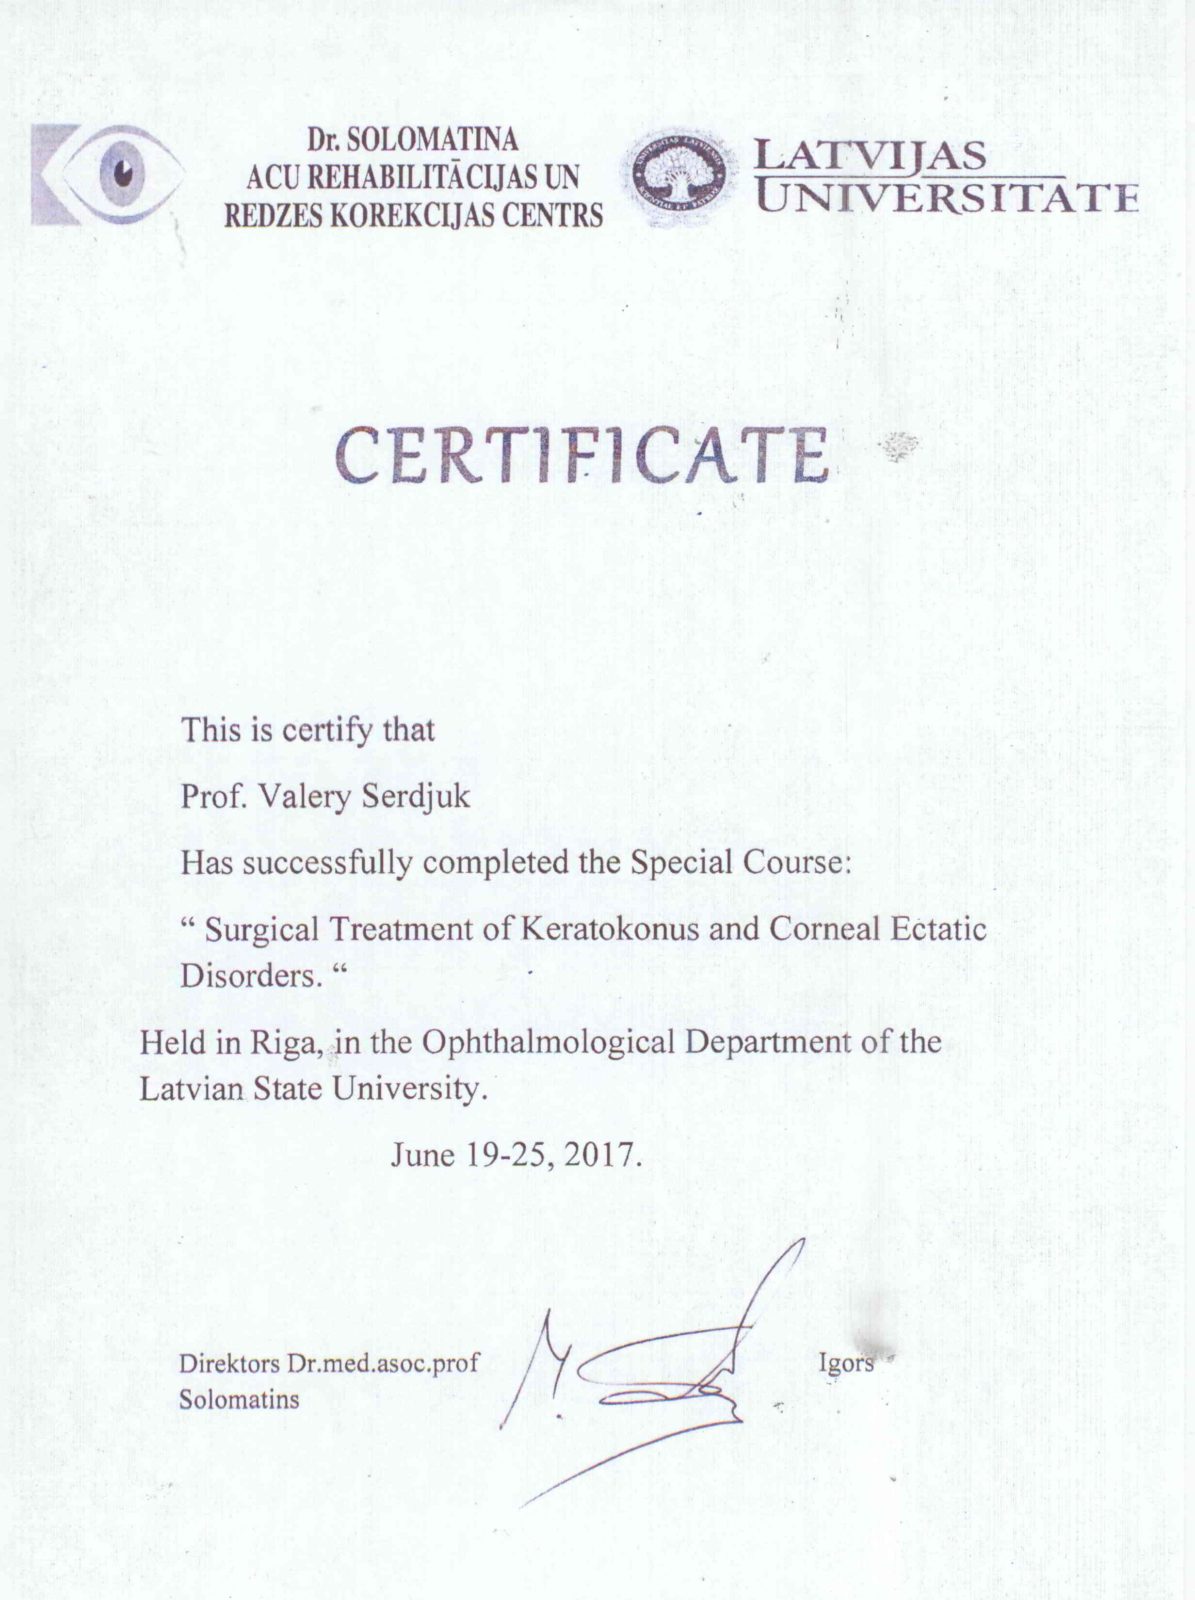 Dr. SOLOMATINA
ACU REHABILITĀCIJAS UN
REDZES KOREKCIJAS CENTRS
LATVIJAS
UNIVERSITATE
CERTIFICATE
This is certify that
Prof. Valery Serdjuk
Has successfully completed the Special Course:
“ Surgical Treatment of Keratokonus and Corneal Ectatic
Disorders. “
Held in Riga, in the Ophthalmological Department of the
Latvian State University.
June 19-25, 2017.
Direktors Dr.med.asoc.prof Igors
Solomatins